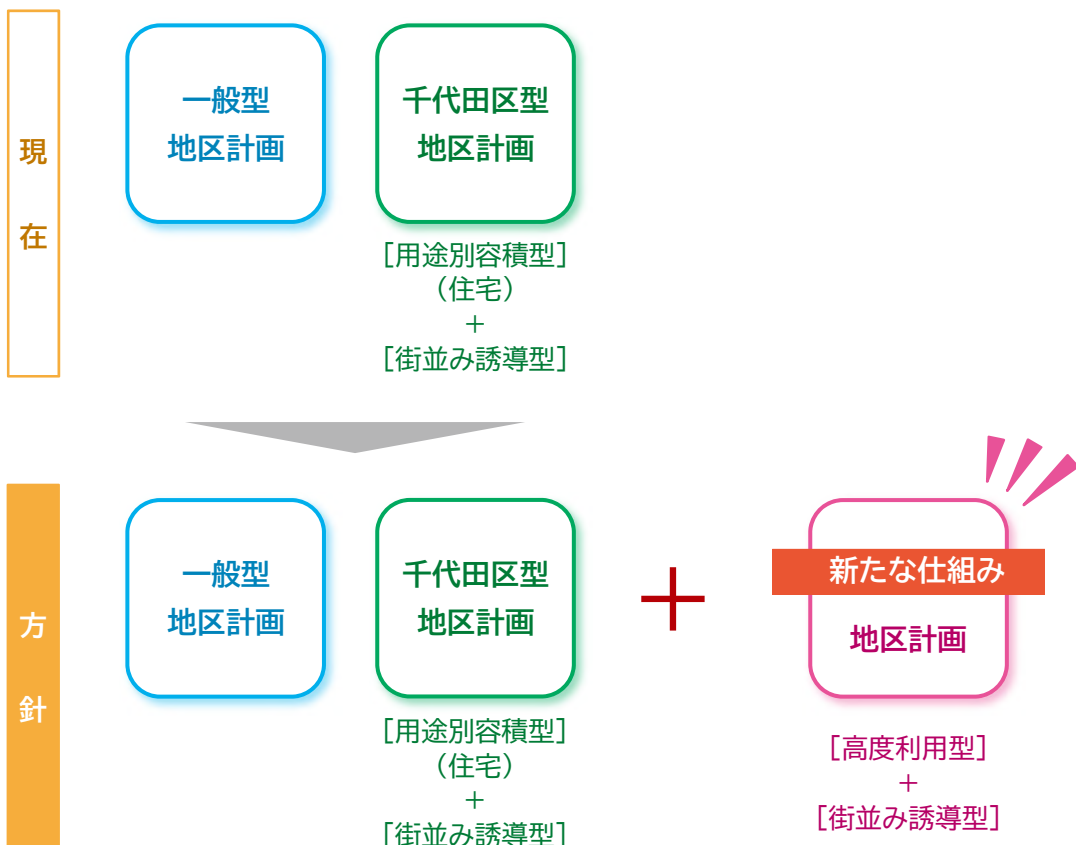 現在
一般型
地区計画
千代田区型
地区計画
［用途別容積型］
（住宅）
＋
［街並み誘導型］
方針
一般型
地区計画
千代田区型
地区計画
［用途別容積型］
（住宅）
＋
［街並み誘導型］
＋
新たな仕組み
地区計画
［高度利用型］
＋
［街並み誘導型］